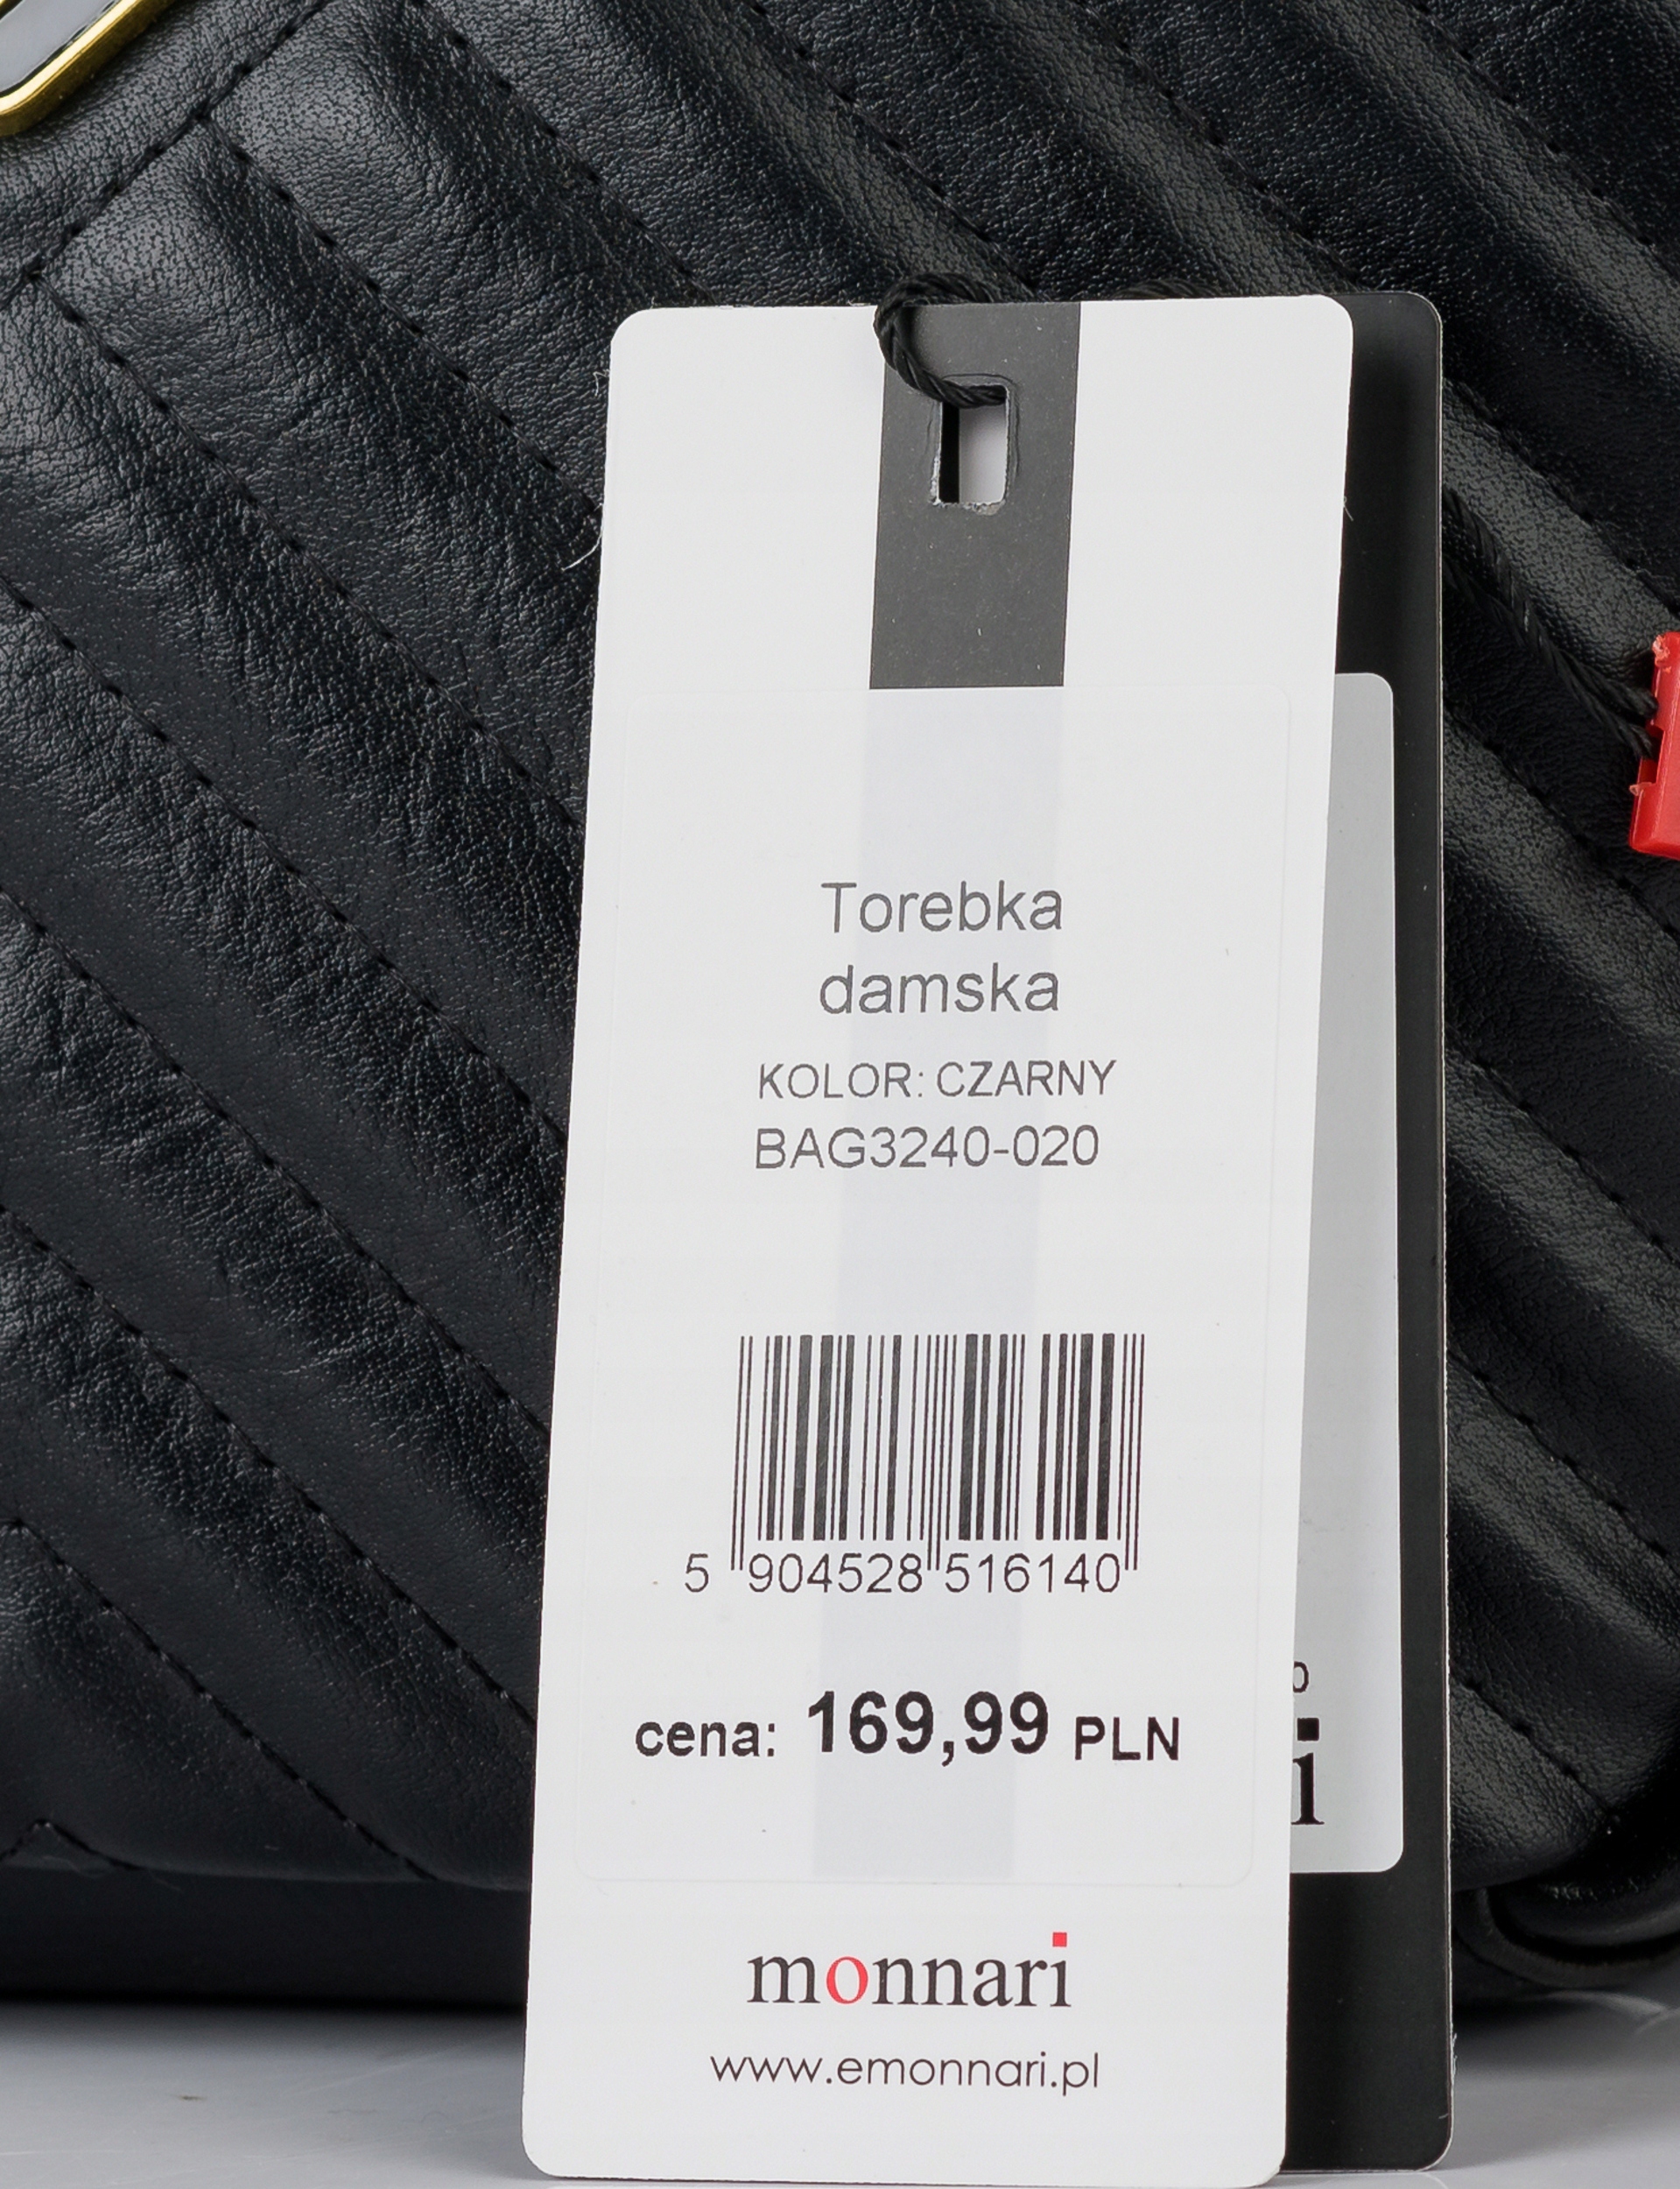 Torebka
damska
KOLOR: CZARNY
BAG3240-020
5 904528 516140
cena: 169,99 PLN
monnari
www.emonnari.pl